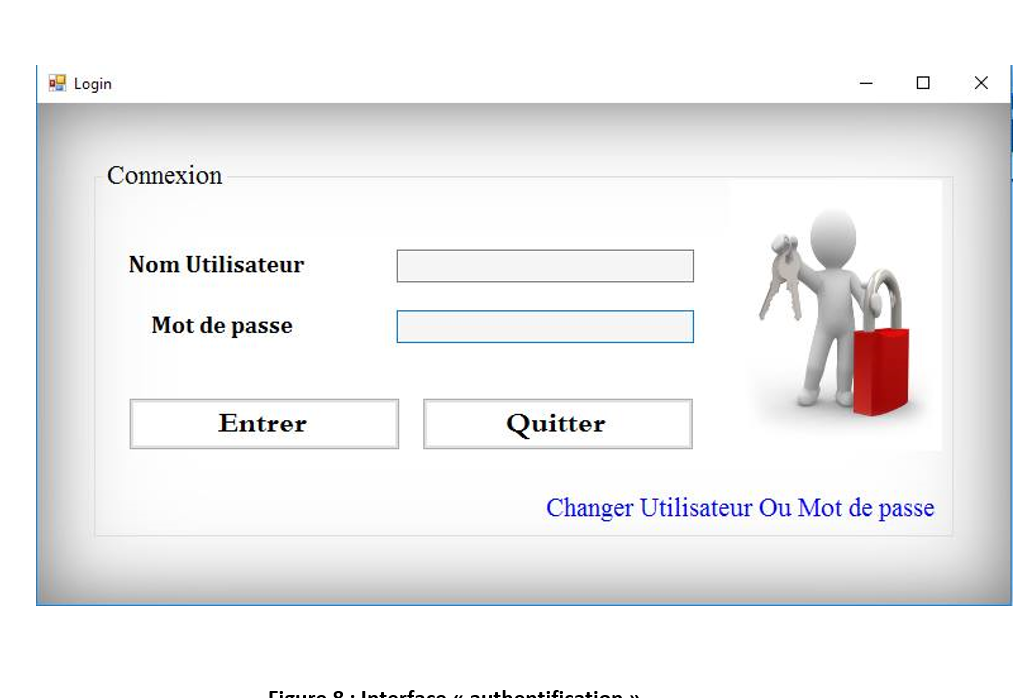 Login
Connexion
Nom Utilisateur
Mot de passe
Entrer
Quitter
Changer Utilisateur Ou Mot de passe
Figure 8 : Interface « authentification »